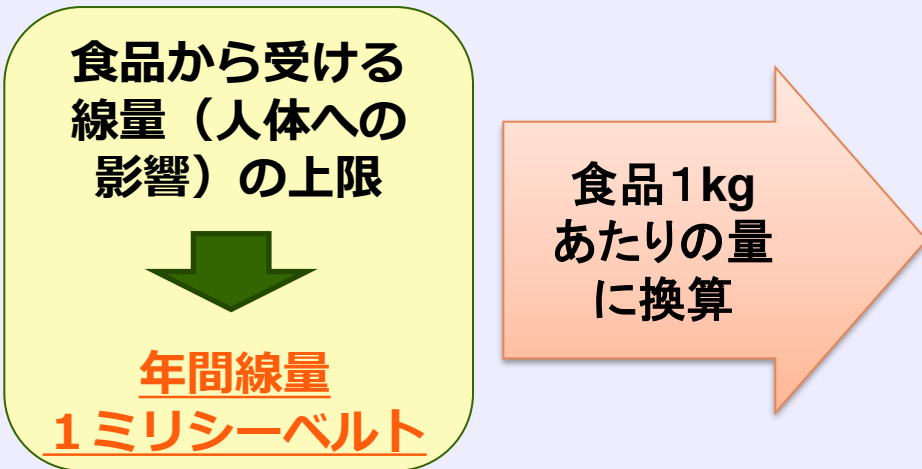 食品から受ける
線量（人体への
影響）の上限
年間線量
１ミリシーベルト
食品１kg
あたりの量
に換算